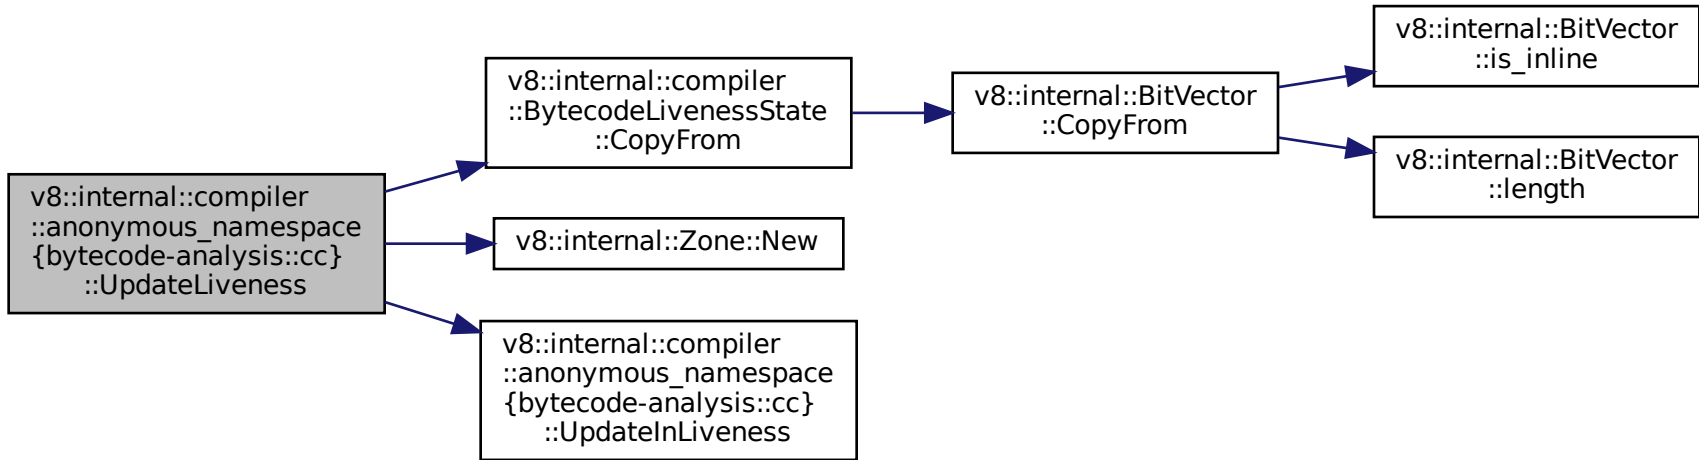 v8::internal::compiler
::anonymous_namespace
{bytecode-analysis::cc}
::UpdateLiveness
v8::internal::compiler
::BytecodeLivenessState
::CopyFrom
v8::internal::Zone::New
v8::internal::compiler
::anonymous_namespace
{bytecode-analysis::cc}
::UpdateInLiveness
v8::internal::BitVector
::CopyFrom
v8::internal::BitVector
::is_inline
v8::internal::BitVector
::length